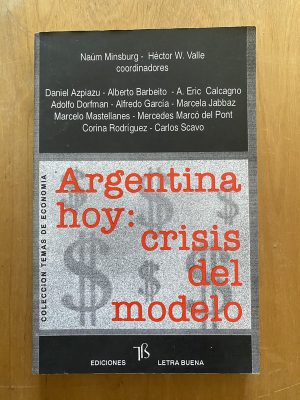 Naúm Minsburg - Héctor W. Valle
coordinadores
Daniel Azpiazu - Alberto Barbeito - A. Eric Calcagno
Adolfo Dorfman - Alfredo García - Marcela Jabbaz
Marcelo Mastellanes - Mercedes Marcó del Pont
Corina Rodríguez - Carlos Scavo
COLECCION TEMAS DE ECONOMIA
Argentina
hoy:
crisis
del
modelo
EDICIONES LETRA BUENA